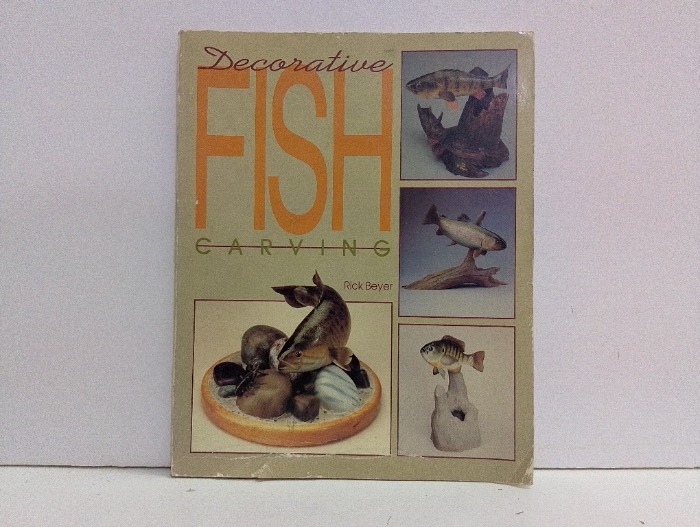 Decorative
FISH
CARVING
Rick Beyer